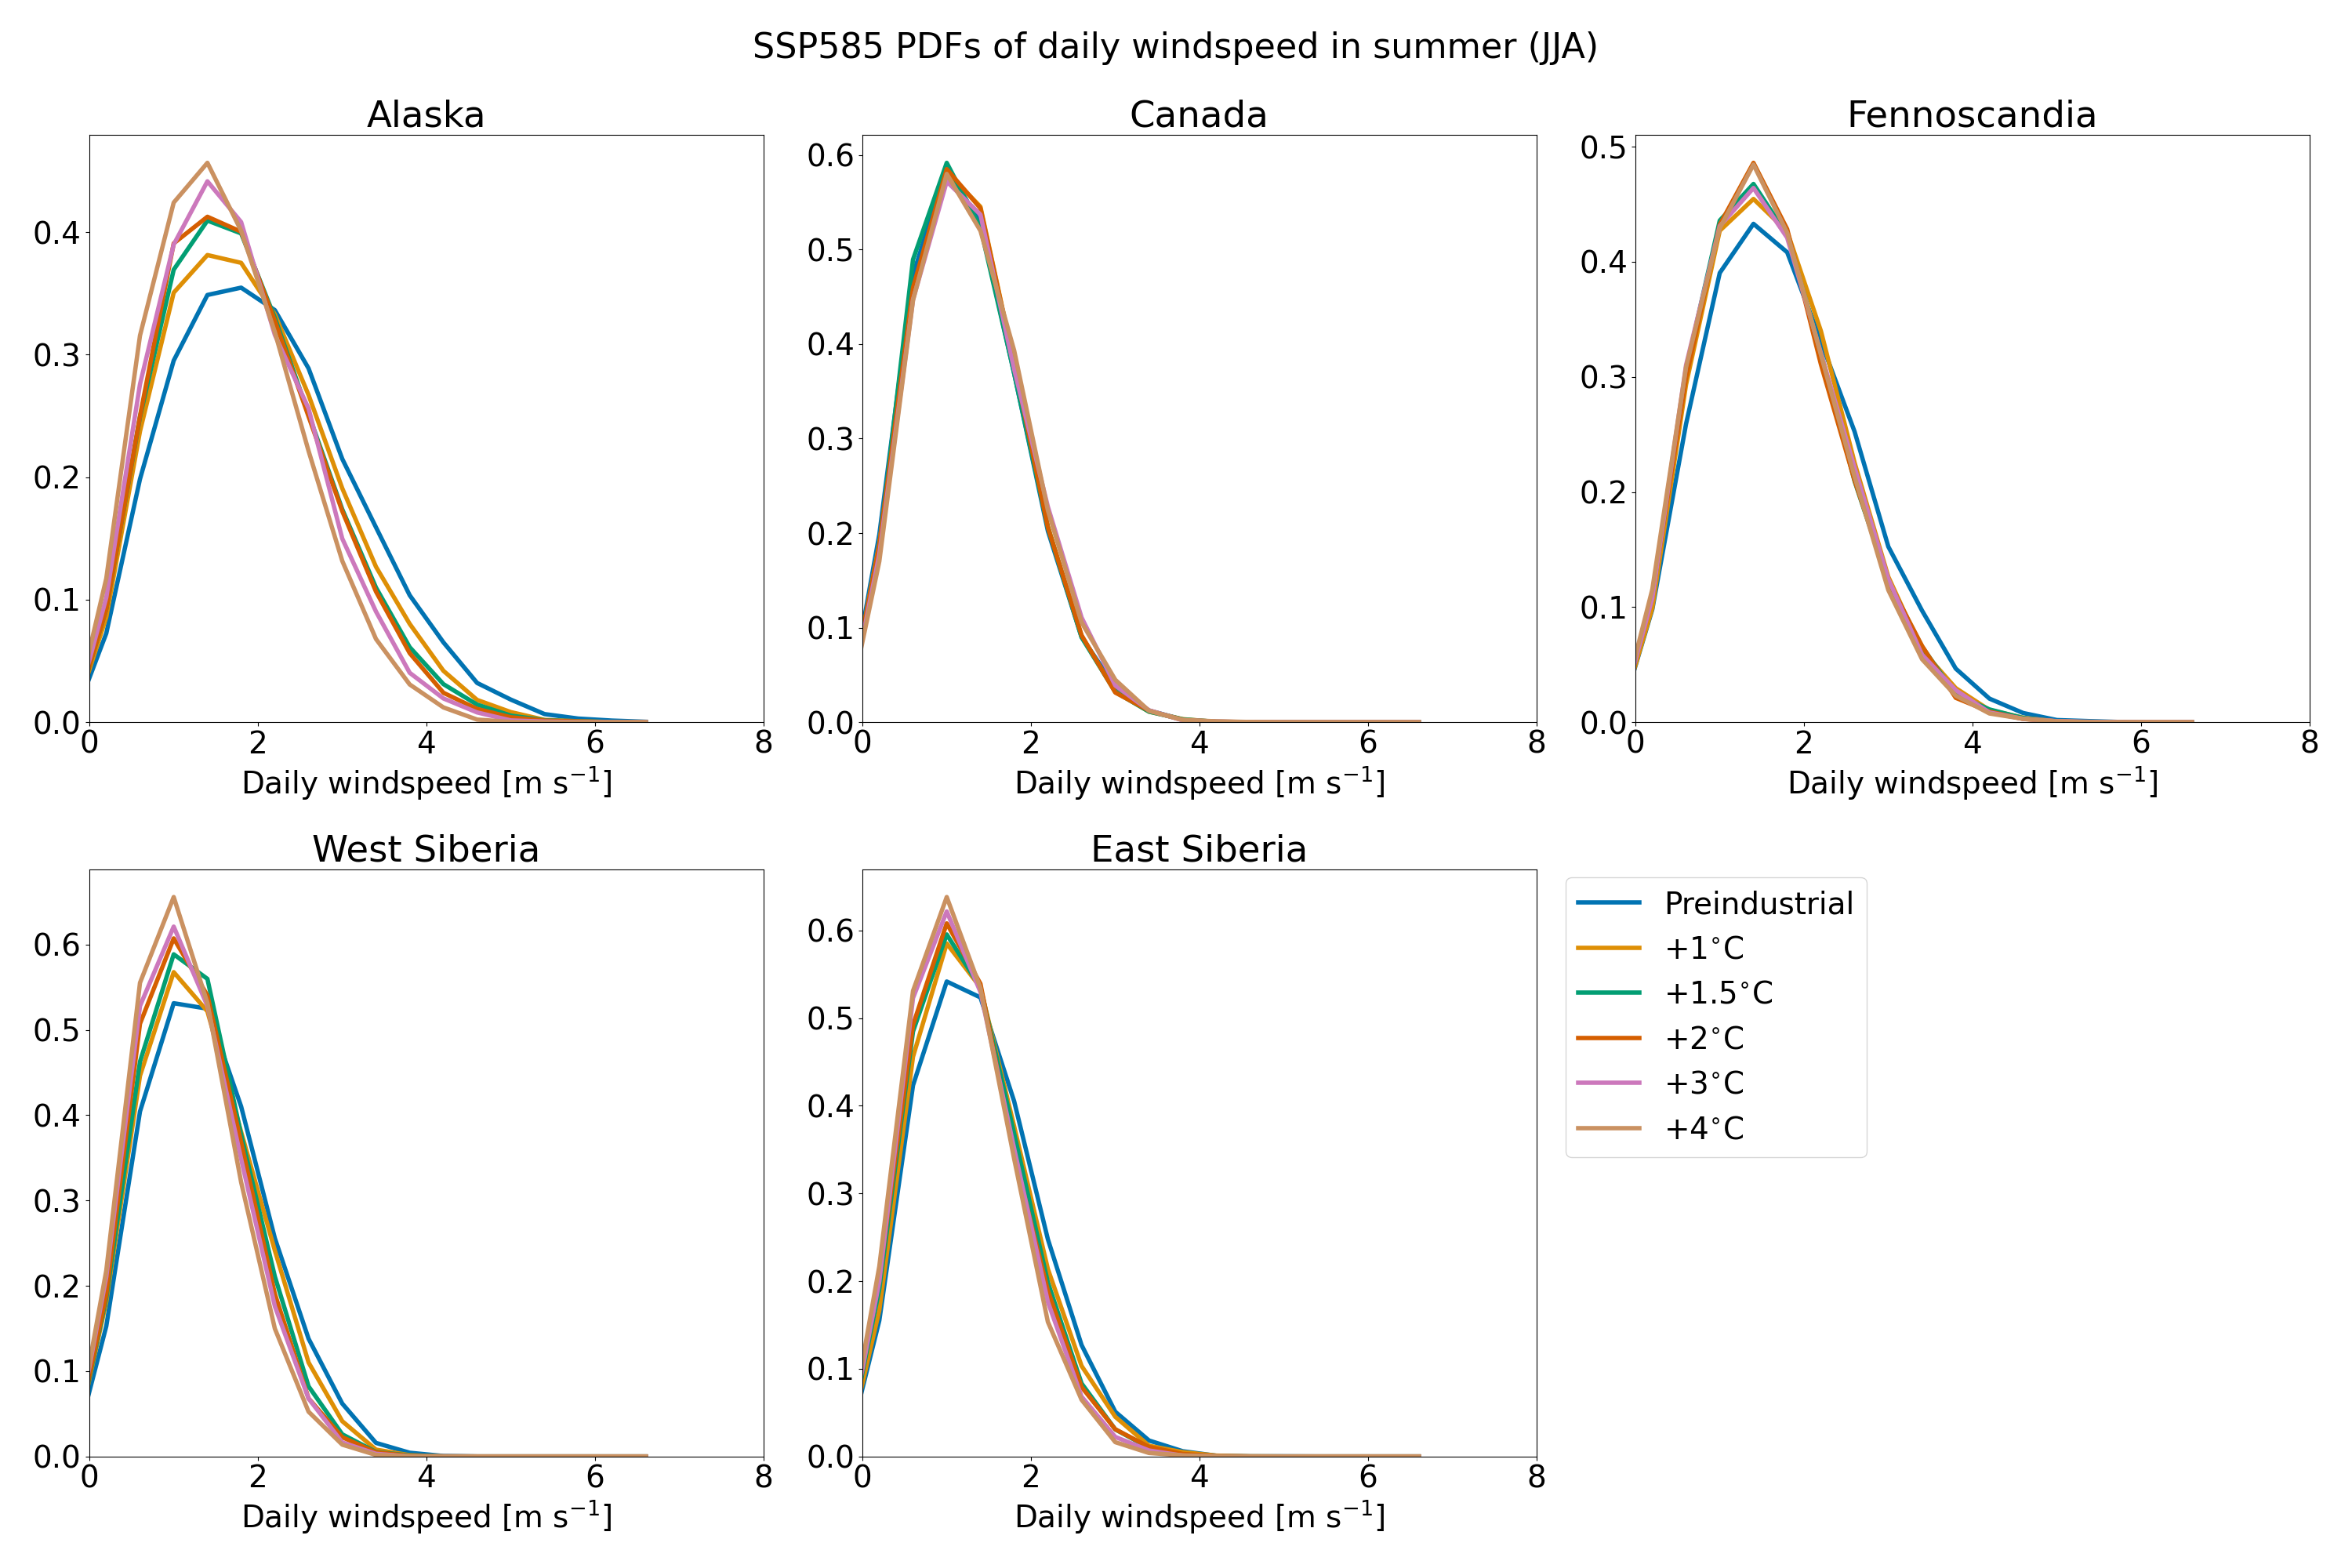 SSP585 PDFs of daily windspeed in summer (JJA)
Alaska
0.4
0.3
0.2
0.1
0.0
0 2 4 6 8
Daily windspeed [m s⁻¹]
Canada
0.6
0.5
0.4
0.3
0.2
0.1
0.0
0 2 4 6 8
Daily windspeed [m s⁻¹]
Fennoscandia
0.5
0.4
0.3
0.2
0.1
0.0
0 2 4 6 8
Daily windspeed [m s⁻¹]
West Siberia
0.6
0.5
0.4
0.3
0.2
0.1
0.0
0 2 4 6 8
Daily windspeed [m s⁻¹]
East Siberia
0.6
0.5
0.4
0.3
0.2
0.1
0.0
0 2 4 6 8
Daily windspeed [m s⁻¹]
Preindustrial
+1°C
+1.5°C
+2°C
+3°C
+4°C